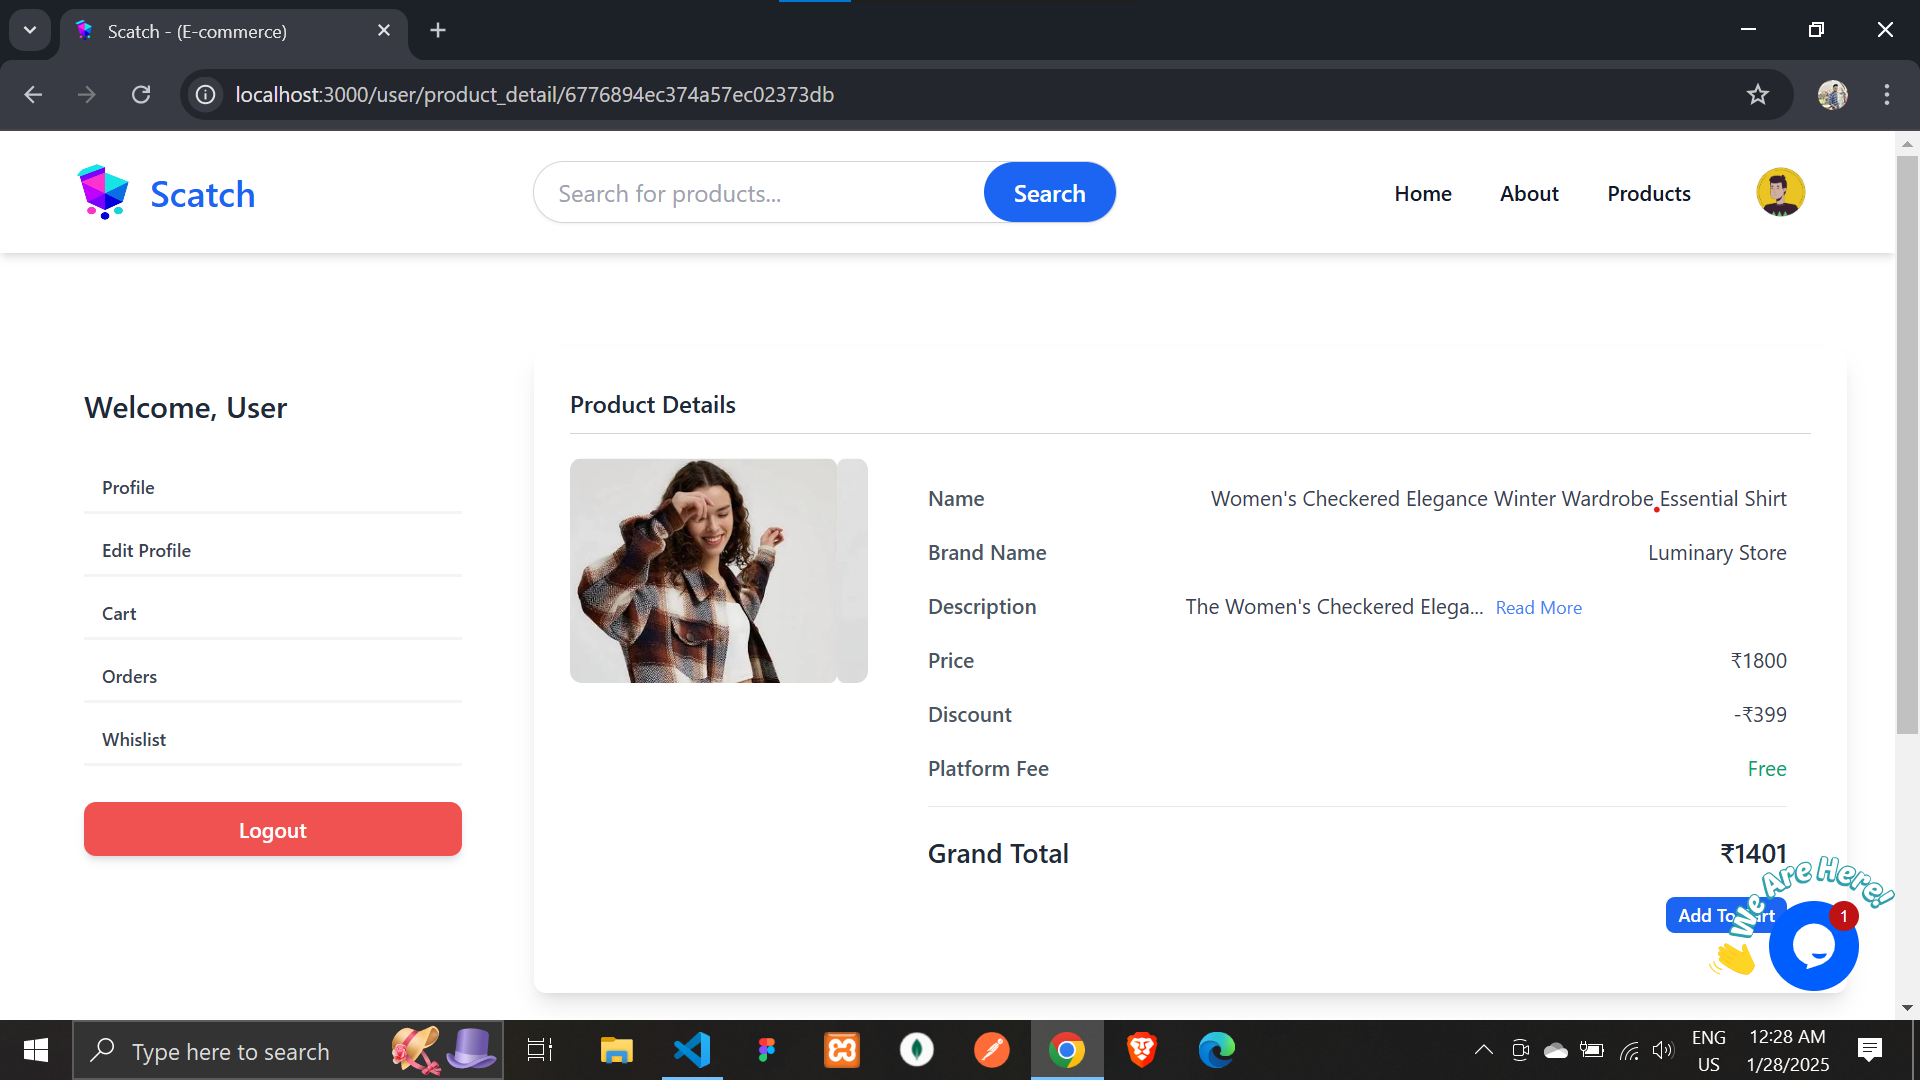 Scatch - (E-commerce)
localhost:3000/user/product_detail/6776894ec374a57ec02373db
Scatch
Search for products...
Search
Home
About
Products
Welcome, User
Profile
Edit Profile
Cart
Orders
Whislist
Logout
Product Details
Name Women's Checkered Elegance Winter Wardrobe Essential Shirt
Brand Name Luminary Store
Description The Women's Checkered Elega... Read More
Price ₹1800
Discount -₹399
Platform Fee Free
Grand Total ₹1401
Add To Cart
We Are Here!
1
Type here to search
ENG
US
12:28 AM
1/28/2025